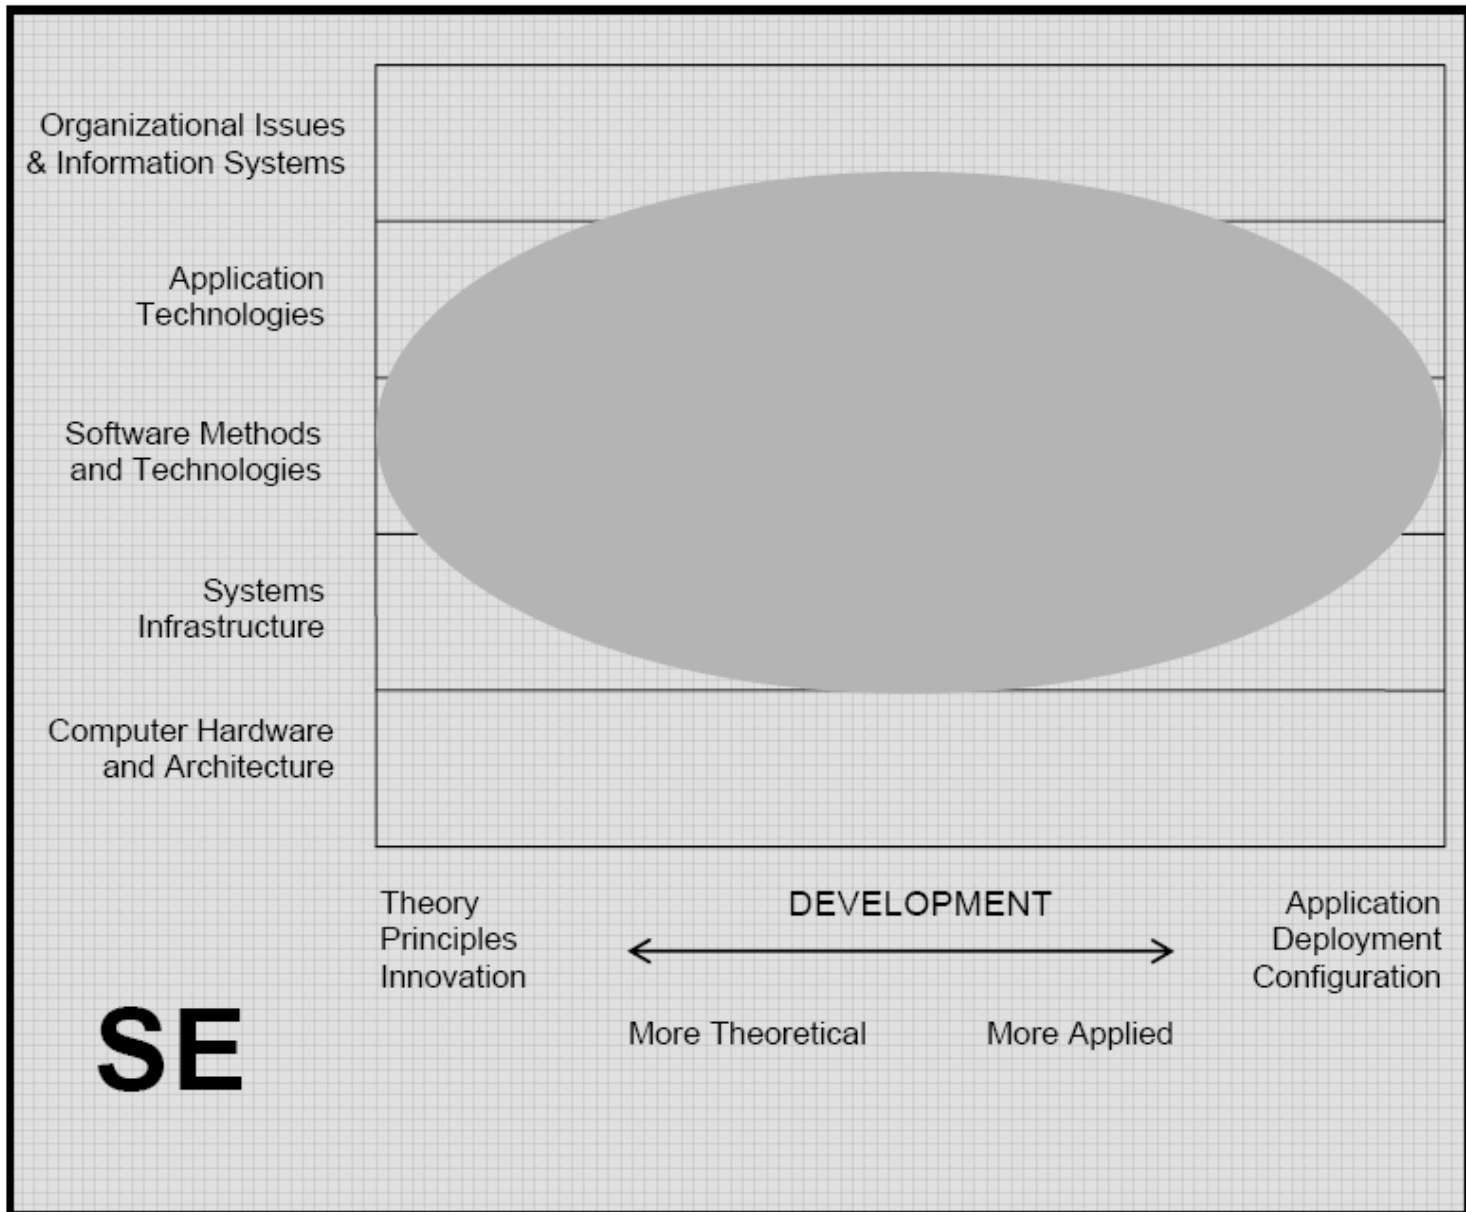 Organizational Issues
& Information Systems
Application
Technologies
Software Methods
and Technologies
Systems
Infrastructure
Computer Hardware
and Architecture
Theory
Principles
Innovation
DEVELOPMENT
Application
Deployment
Configuration
More Theoretical
More Applied
SE